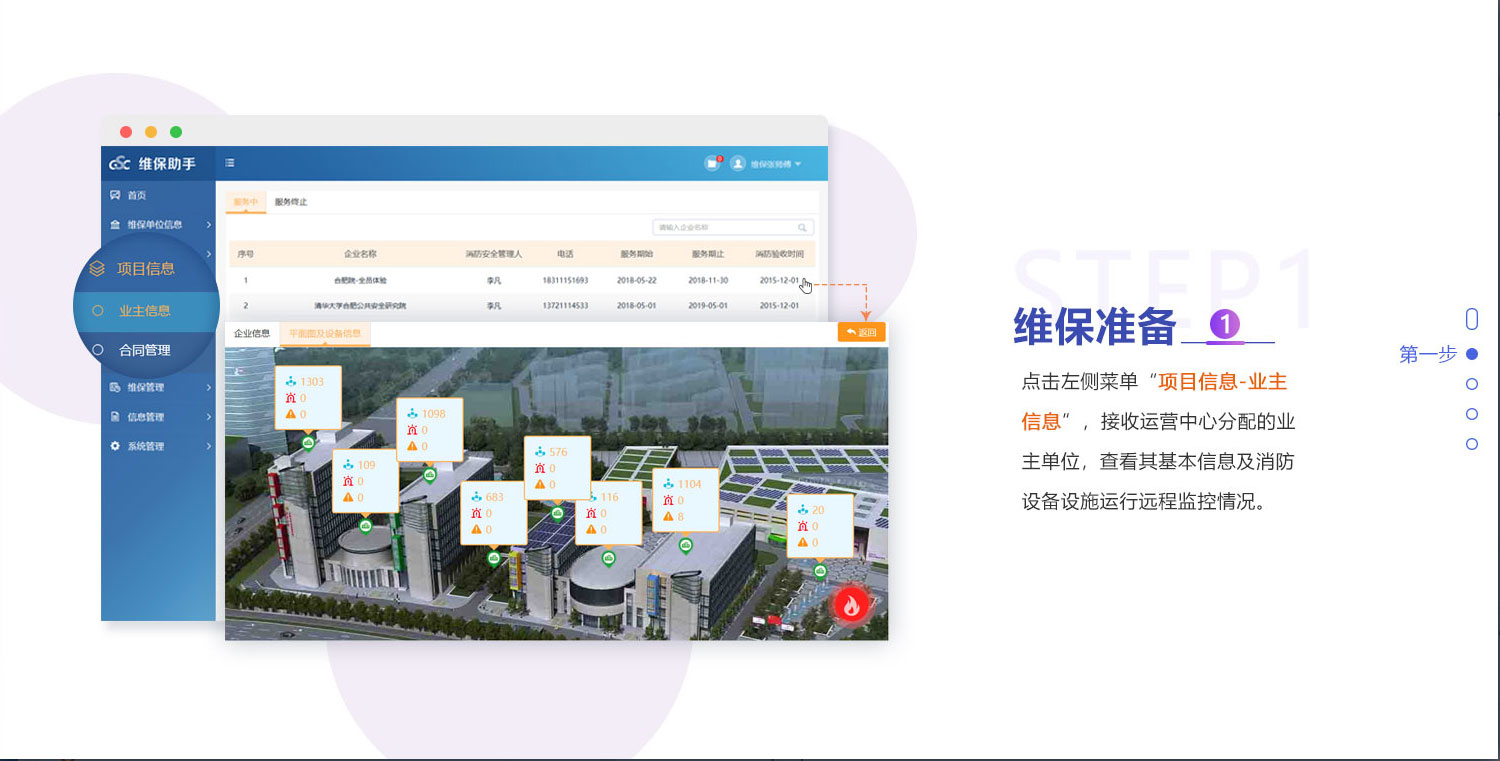 GSC 维保助手
维保张师傅
首页
维保单位信息
项目信息
业主信息
合同管理
维保管理
信息管理
系统管理
服务中 服务终止
请输入企业名称
序号 企业名称 消防安全管理人 电话 服务期始 服务期止 消防验收时间
1 合肥院-全员体验 李凡 18311151693 2018-05-22 2018-11-30 2015-12-01
2 清华大学合肥公共安全研究院 李凡 13721114533 2018-05-01 2019-05-01 2015-12-01
企业信息 平面图及设备信息 返回
1303
0
0
1098
0
0
109
0
0
576
0
0
683
0
0
116
0
0
1104
0
8
20
0
0
STEP1
维保准备 1
点击左侧菜单“项目信息-业主
信息”，接收运营中心分配的业
主单位，查看其基本信息及消防
设备设施运行远程监控情况。
第一步